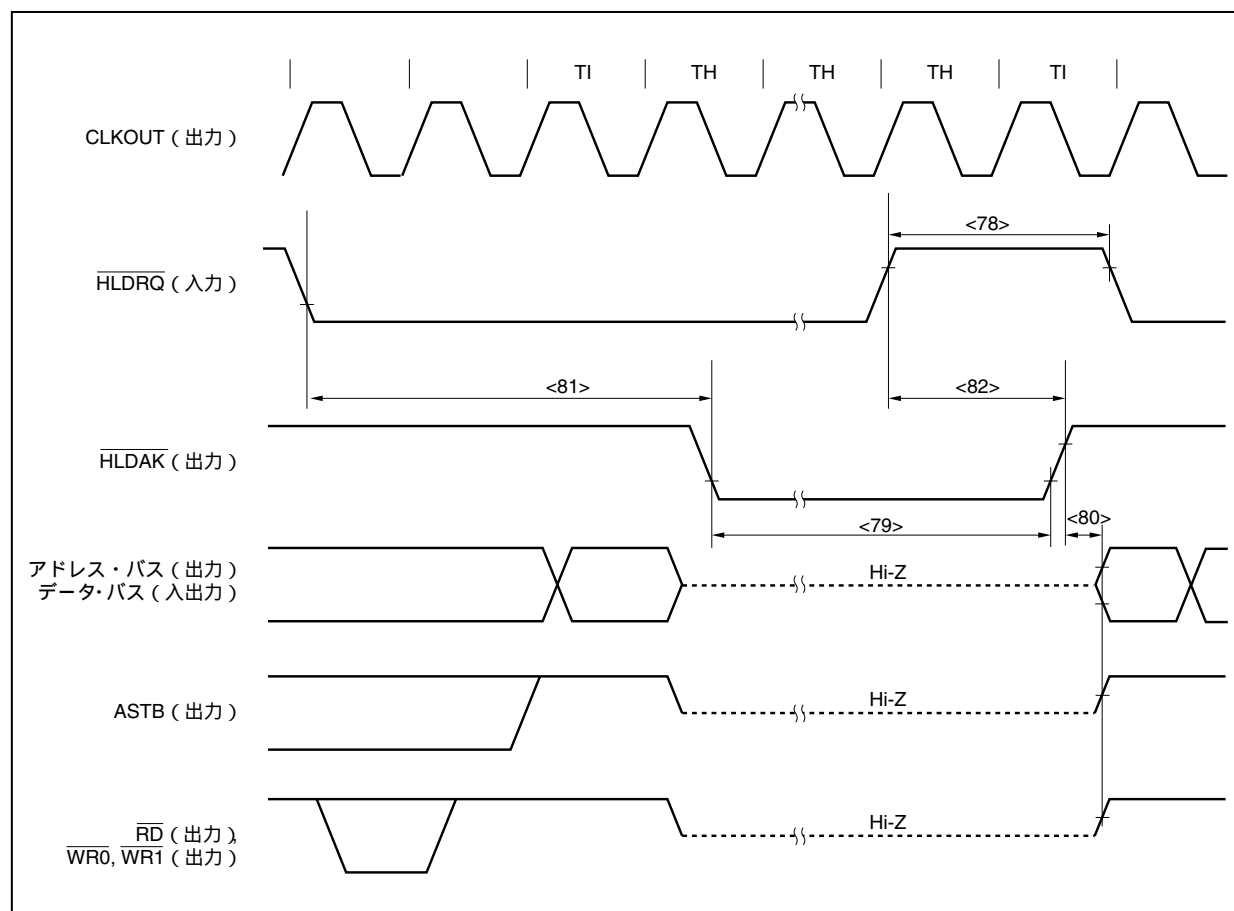 TI TH TH TH TI
CLKOUT（出力）
<78>
HLDRQ（入力）
<81> <82>
HLDAK（出力）
<79> <80>
アドレス・バス（出力）
データ・バス（入出力）
Hi-Z
ASTB（出力）
Hi-Z
RD（出力）,
WR0, WR1（出力）
Hi-Z